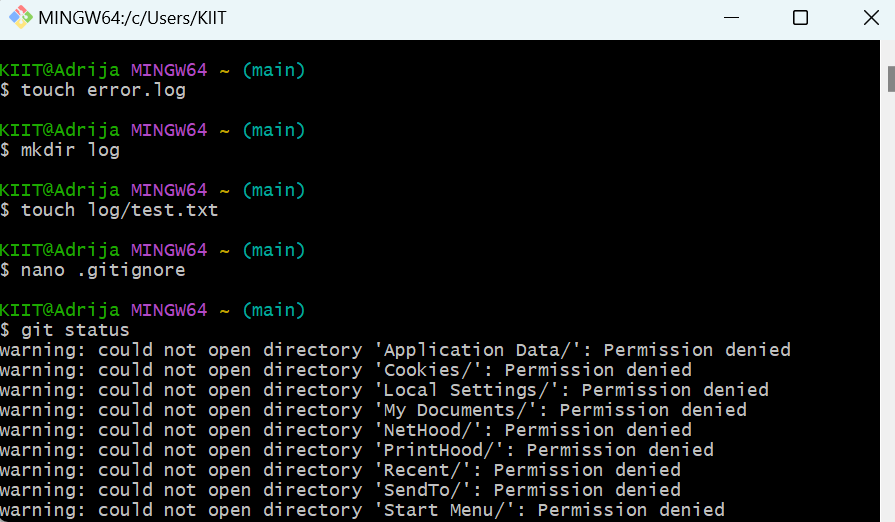 MINGW64:/c/Users/KIIT
KIIT@Adrija MINGW64 ~ (main)
$ touch error.log
KIIT@Adrija MINGW64 ~ (main)
$ mkdir log
KIIT@Adrija MINGW64 ~ (main)
$ touch log/test.txt
KIIT@Adrija MINGW64 ~ (main)
$ nano .gitignore
KIIT@Adrija MINGW64 ~ (main)
$ git status
warning: could not open directory 'Application Data/': Permission denied
warning: could not open directory 'Cookies/': Permission denied
warning: could not open directory 'Local Settings/': Permission denied
warning: could not open directory 'My Documents/': Permission denied
warning: could not open directory 'NetHood/': Permission denied
warning: could not open directory 'PrintHood/': Permission denied
warning: could not open directory 'Recent/': Permission denied
warning: could not open directory 'SendTo/': Permission denied
warning: could not open directory 'Start Menu/': Permission denied